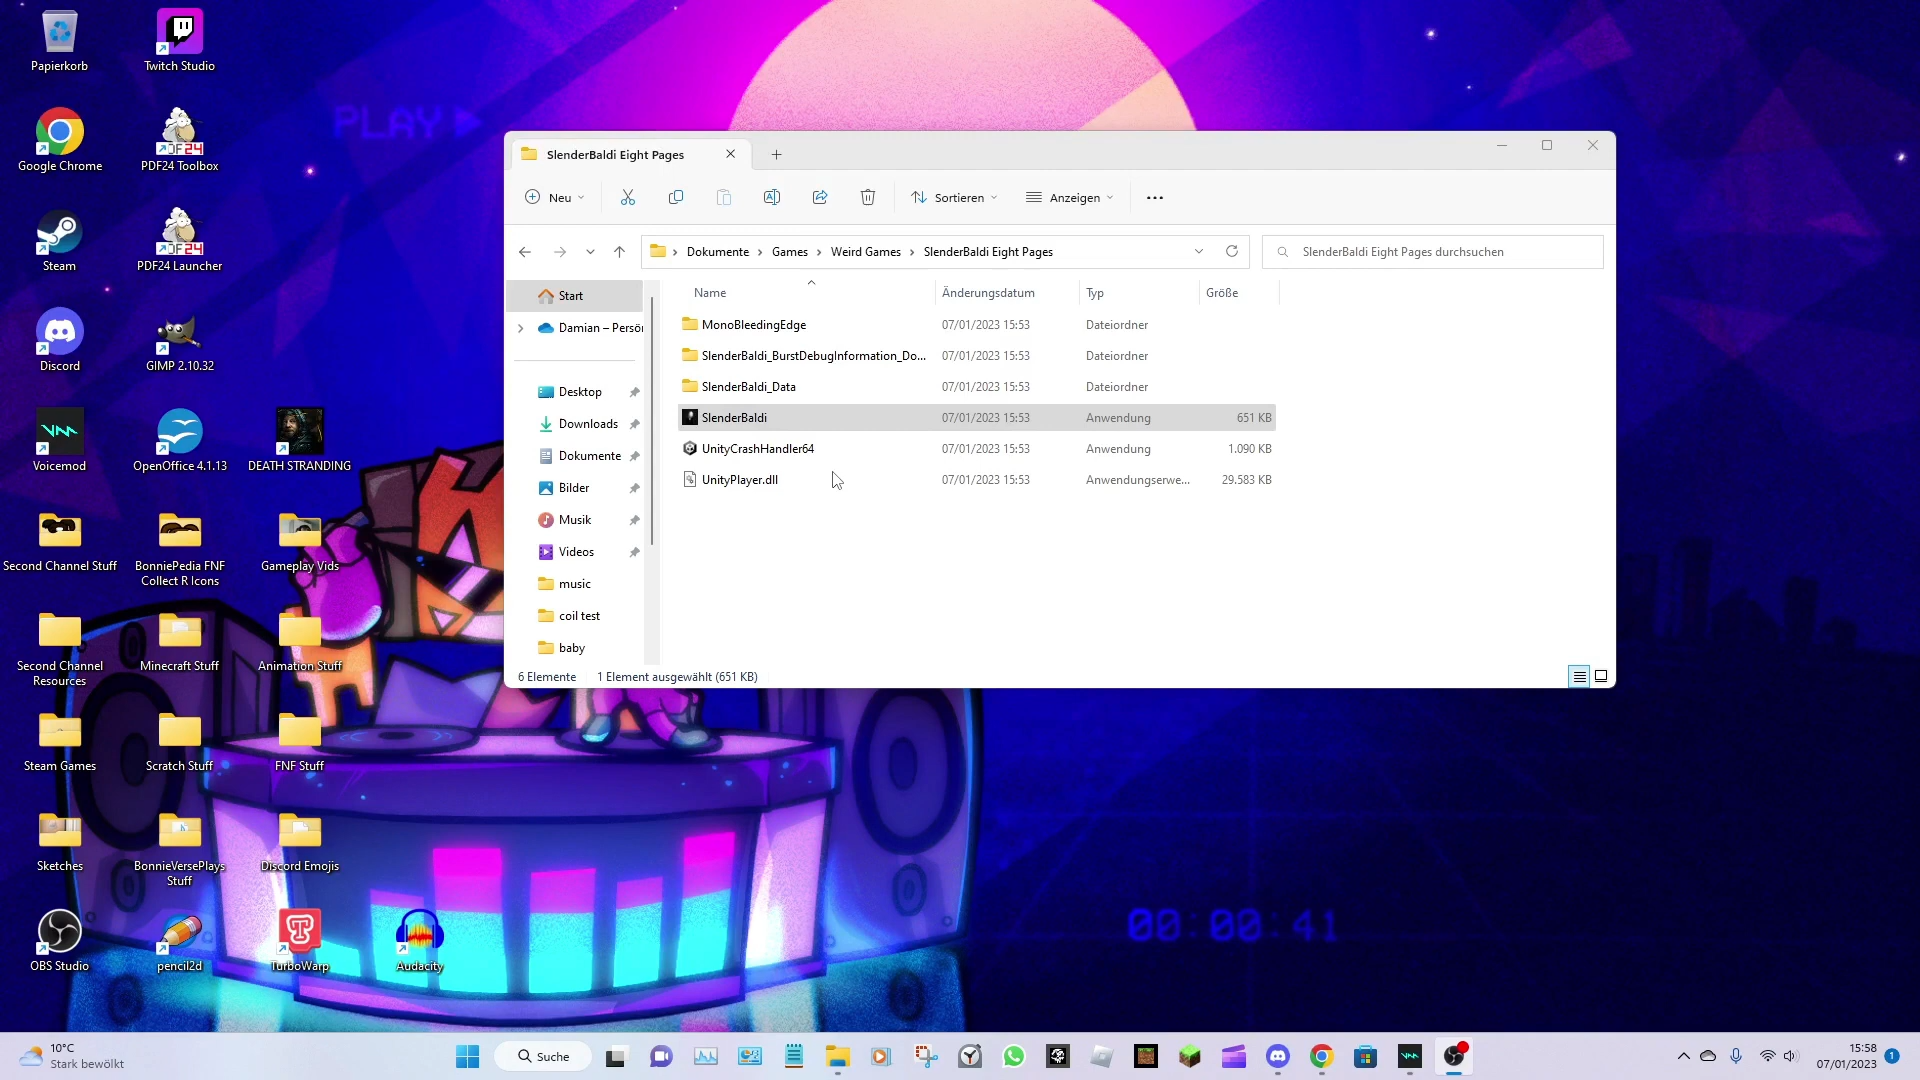 Papierkorb
Twitch Studio
Google Chrome
PDF24 Toolbox
Steam
PDF24 Launcher
Discord
GIMP 2.10.32
Voicemod
OpenOffice 4.1.13
DEATH STRANDING
Second Channel Stuff
BonniePedia FNF
Collect R Icons
Gameplay Vids
Second Channel
Resources
Minecraft Stuff
Animation Stuff
Steam Games
Scratch Stuff
FNF Stuff
Sketches
BonnieVersePlays
Stuff
Discord Emojis
OBS Studio
pencil2d
TurboWarp
Audacity
PLAY
SlenderBaldi Eight Pages
Neu
Sortieren
Anzeigen
Dokumente > Games > Weird Games > SlenderBaldi Eight Pages
SlenderBaldi Eight Pages durchsuchen
Start
Damian – Persö
Desktop
Downloads
Dokumente
Bilder
Musik
Videos
music
coil test
baby
Name Änderungsdatum Typ Größe
MonoBleedingEdge 07/01/2023 15:53 Dateiordner
SlenderBaldi_BurstDebugInformation_Do... 07/01/2023 15:53 Dateiordner
SlenderBaldi_Data 07/01/2023 15:53 Dateiordner
SlenderBaldi 07/01/2023 15:53 Anwendung 651 KB
UnityCrashHandler64 07/01/2023 15:53 Anwendung 1.090 KB
UnityPlayer.dll 07/01/2023 15:53 Anwendungserwe... 29.583 KB
6 Elemente 1 Element ausgewählt (651 KB)
00:00:41
10°C
Stark bewölkt
Suche
15:58
07/01/2023
1